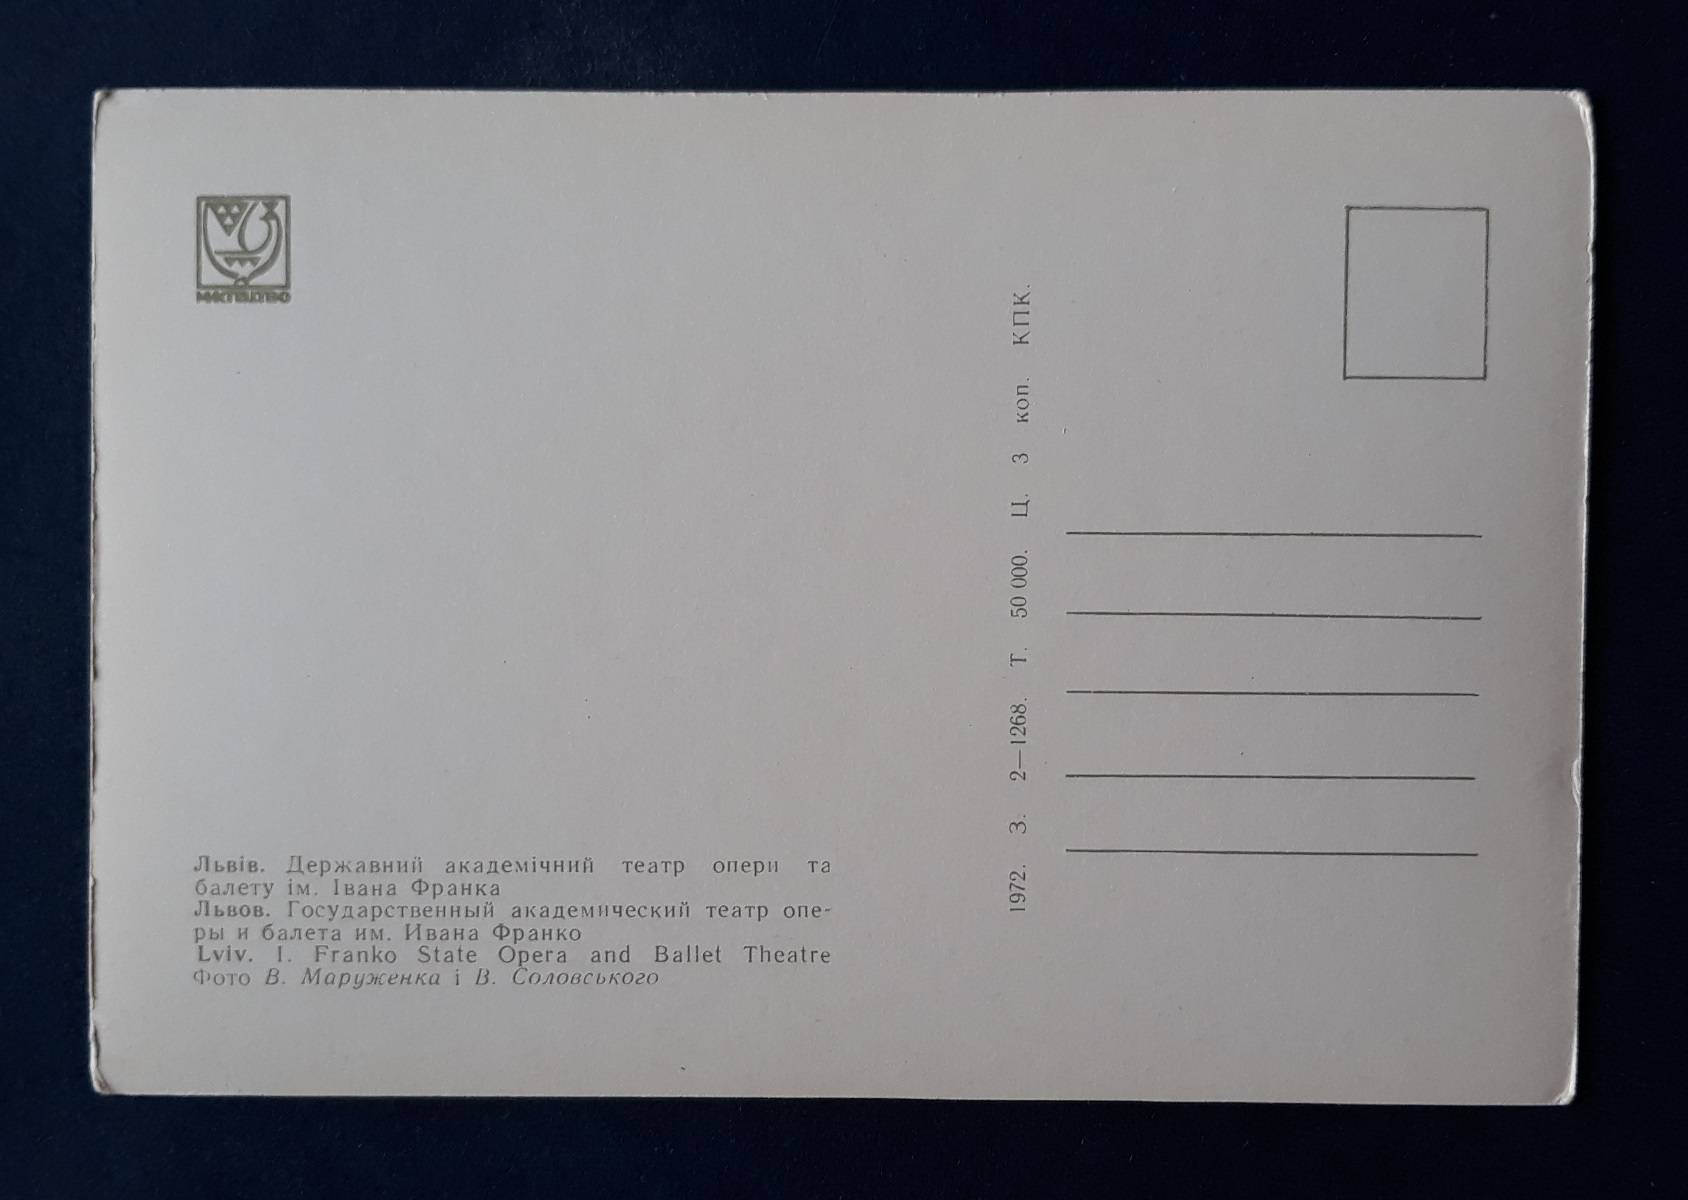 МИСТЕЦТВО
Львів. Державний академічний театр опери та
балету ім. Івана Франка
Львов. Государственный академический театр опе-
ры и балета им. Ивана Франко
Lviv. I. Franko State Opera and Ballet Theatre
Фото В. Маруженка і В. Соловського
1972. З. 2—1268. Т. 50 000. Ц. 3 коп. КПК.